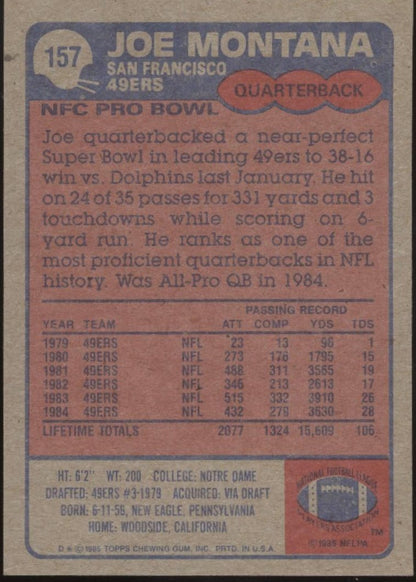 157
JOE MONTANA
SAN FRANCISCO
49ERS
QUARTERBACK
NFC PRO BOWL
Joe quarterbacked a near-perfect
Super Bowl in leading 49ers to 38-16
win vs. Dolphins last January. He hit
on 24 of 35 passes for 331 yards and 3
touchdowns while scoring on 6-
yard run. He ranks as one of the
most proficient quarterbacks in NFL
history. Was All-Pro QB in 1984.
PASSING RECORD
YEAR TEAM ATT COMP YDS TDS
1979 49ERS NFL 23 13 96 1
1980 49ERS NFL 273 176 1795 15
1981 49ERS NFL 488 311 3565 19
1982 49ERS NFL 346 213 2613 17
1983 49ERS NFL 515 332 3910 26
1984 49ERS NFL 432 279 3630 28
LIFETIME TOTALS 2077 1324 15,609 106
HT: 6'2" WT: 200 COLLEGE: NOTRE DAME
DRAFTED: 49ERS #3-1979 ACQUIRED: VIA DRAFT
BORN: 6-11-56, NEW EAGLE, PENNSYLVANIA
HOME: WOODSIDE, CALIFORNIA
D * © 1985 TOPPS CHEWING GUM, INC. PRTD. IN U.S.A.
NATIONAL FOOTBALL LEAGUE
PLAYERS ASSOCIATION
TM
© 1985 NFLPA